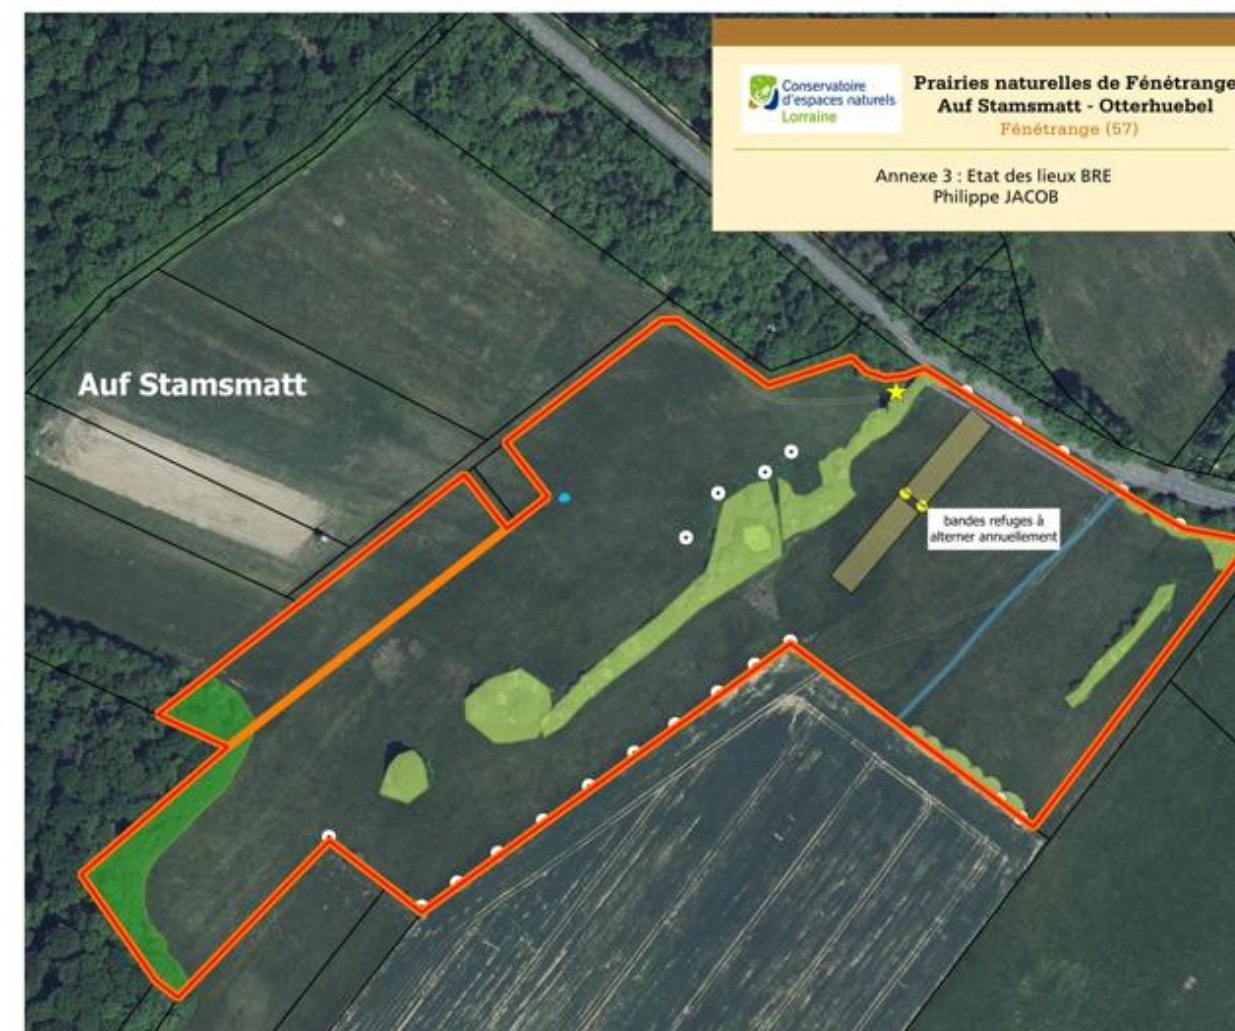 Conservatoire
d'espaces naturels
Lorraine
Prairies naturelles de Fénétrange
Auf Stamsmatt - Otterhuebel
Fénétrange (57)
Annexe 3 : Etat des lieux BRE
Philippe JACOB
Auf Stamsmatt
bandes refuges à
alterner annuellement